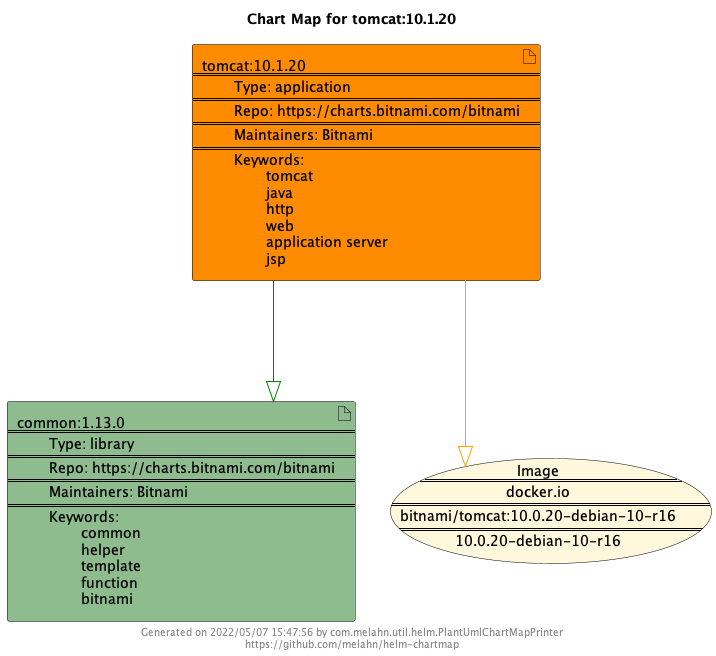 Chart Map for tomcat:10.1.20
tomcat:10.1.20
Type: application
Repo: https://charts.bitnami.com/bitnami
Maintainers: Bitnami
Keywords:
tomcat
java
http
web
application server
jsp
common:1.13.0
Type: library
Repo: https://charts.bitnami.com/bitnami
Maintainers: Bitnami
Keywords:
common
helper
template
function
bitnami
Image
docker.io
bitnami/tomcat:10.0.20-debian-10-r16
10.0.20-debian-10-r16
Generated on 2022/05/07 15:47:56 by com.melahn.util.helm.PlantUmlChartMapPrinter
https://github.com/melahn/helm-chartmap